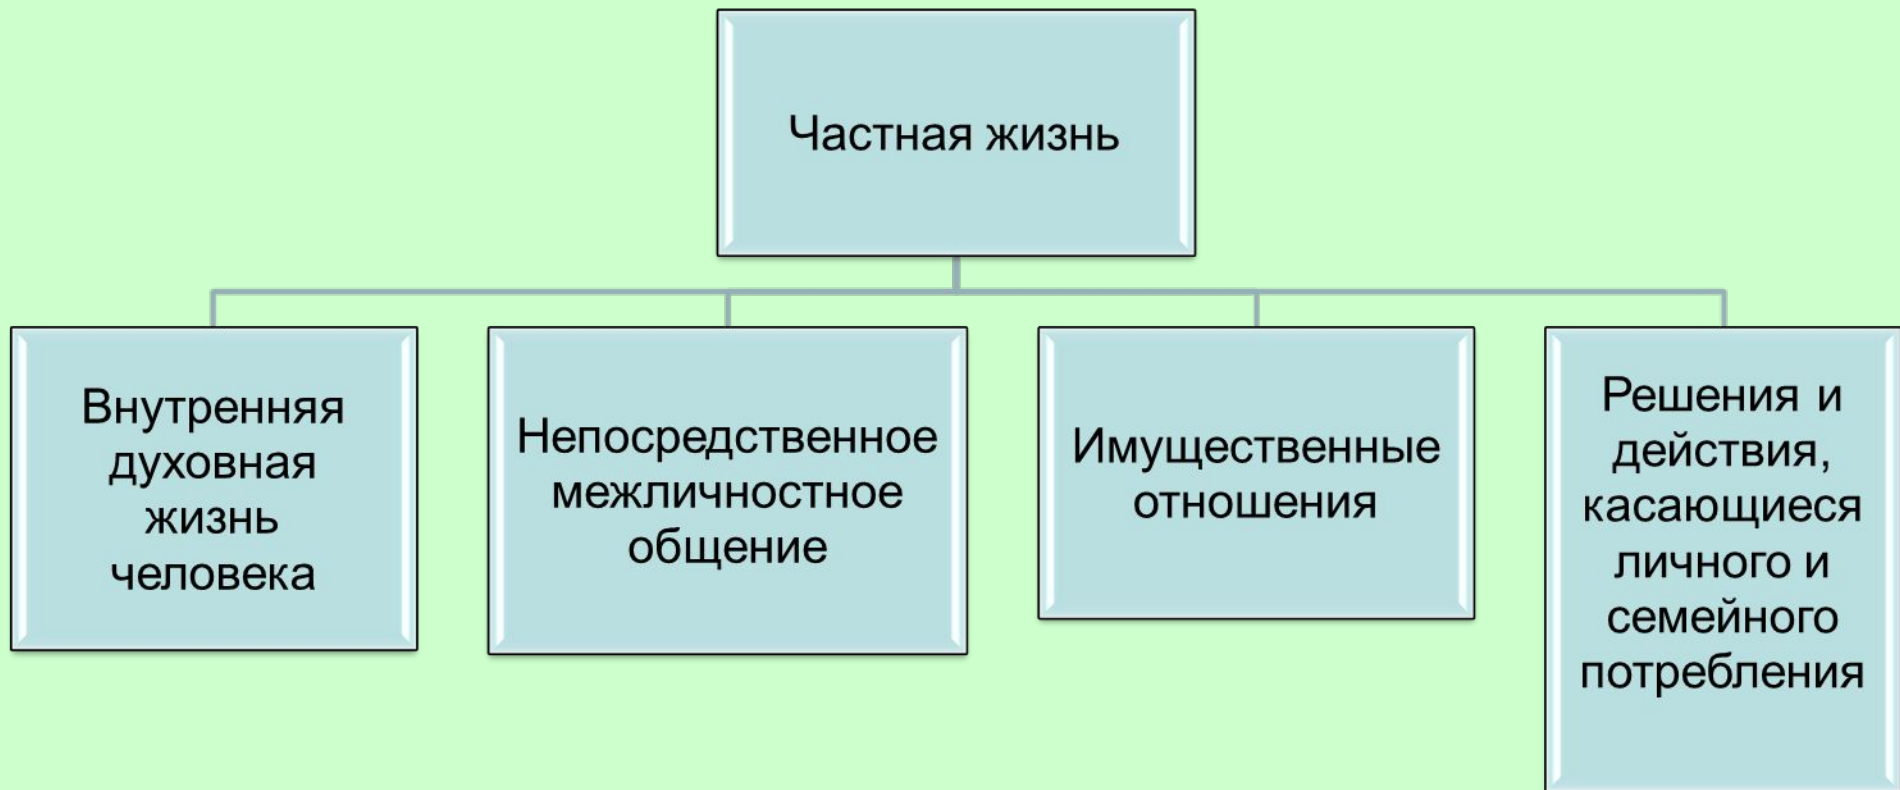 Частная жизнь
Внутренняя
духовная
жизнь
человека
Непосредственное
межличностное
общение
Имущественные
отношения
Решения и
действия,
касающиеся
личного и
семейного
потребления